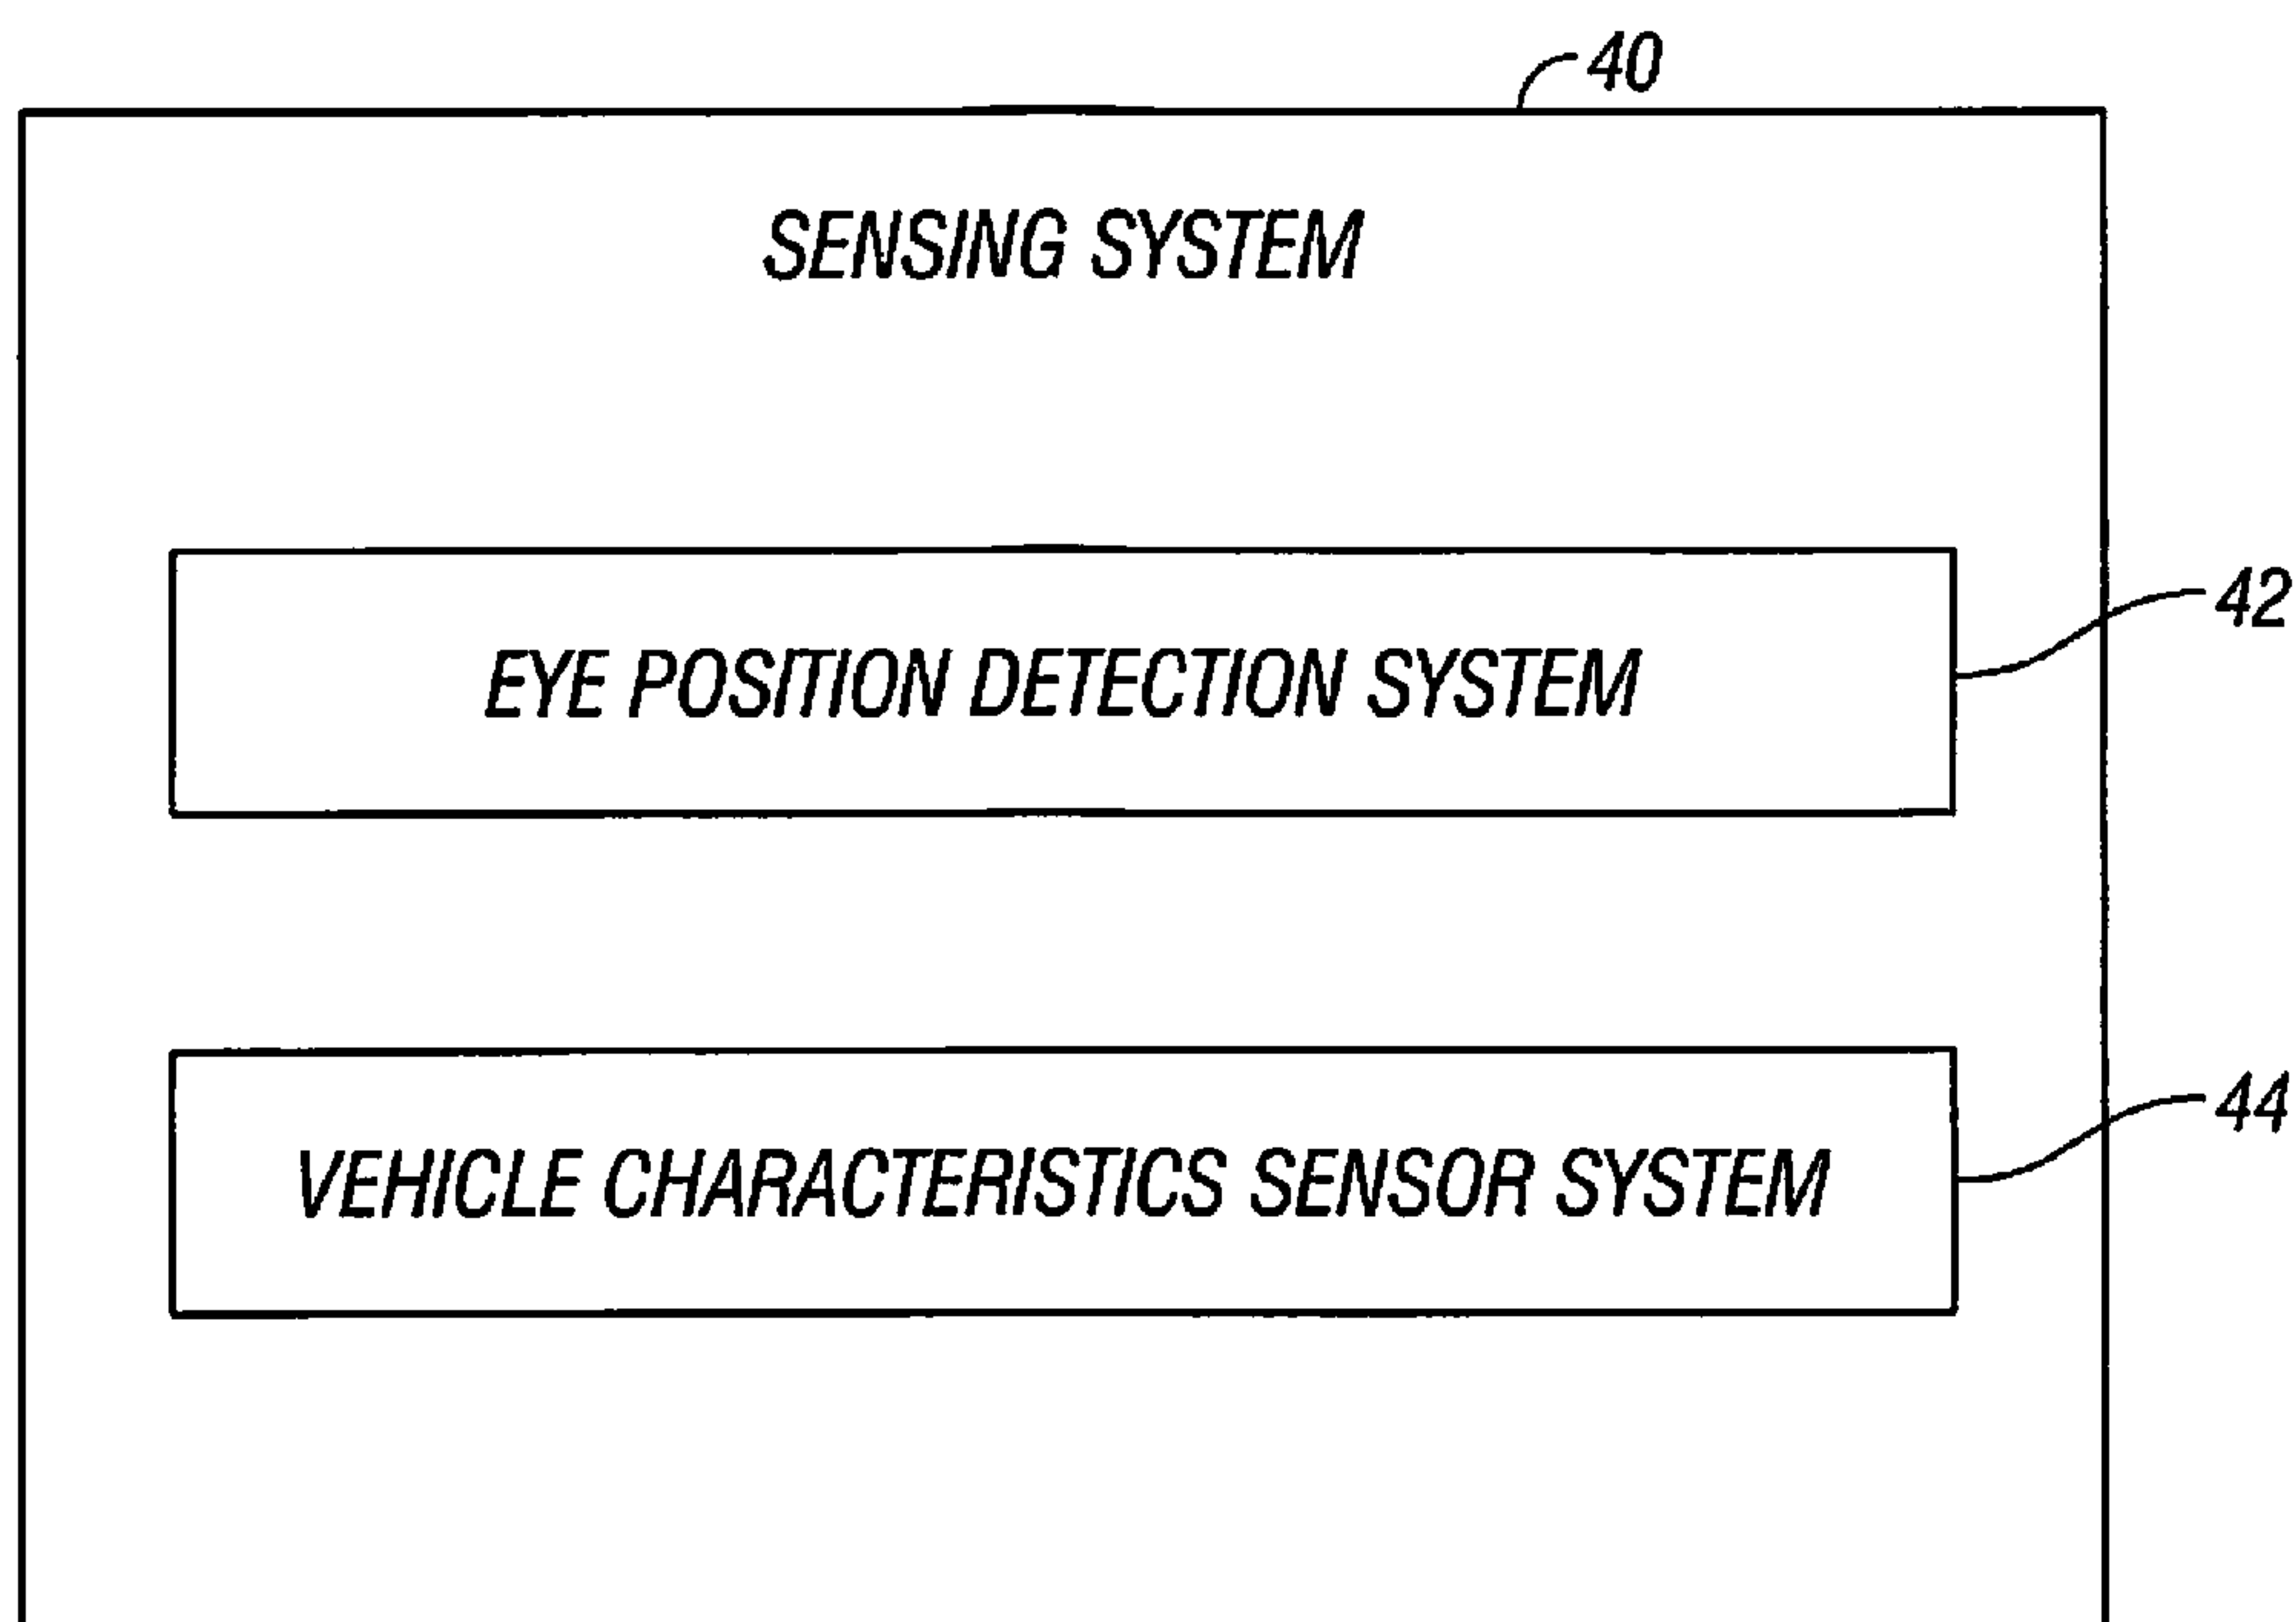 40
SENSING SYSTEM
42
EYE POSITION DETECTION SYSTEM
44
VEHICLE CHARACTERISTICS SENSOR SYSTEM